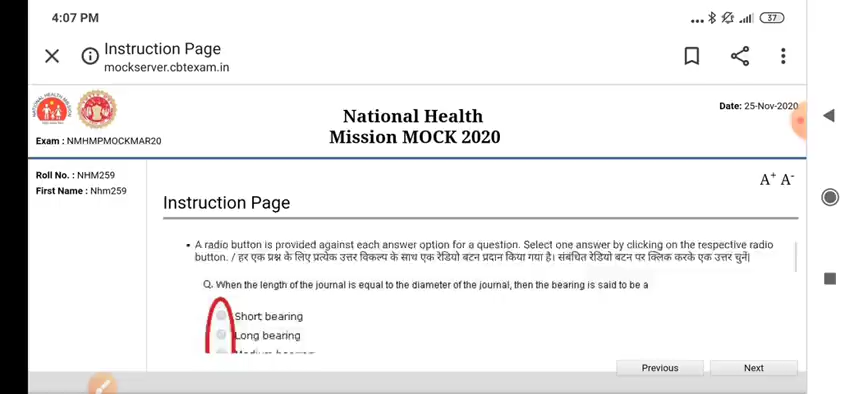 4:07 PM
37
Instruction Page
mockserver.cbtexam.in
National Health
Mission MOCK 2020
Date: 25-Nov-2020
Exam : NMHMPMOCKMAR20
Roll No. : NHM259
First Name : Nhm259
A+ A-
Instruction Page
• A radio button is provided against each answer option for a question. Select one answer by clicking on the respective radio
button. / हर एक प्रश्न के लिए प्रत्येक उत्तर विकल्प के साथ एक रेडियो बटन प्रदान किया गया है। संबंधित रेडियो बटन पर क्लिक करके एक उत्तर चुनें|
Q. When the length of the journal is equal to the diameter of the journal, then the bearing is said to be a
Short bearing
Long bearing
Previous
Next